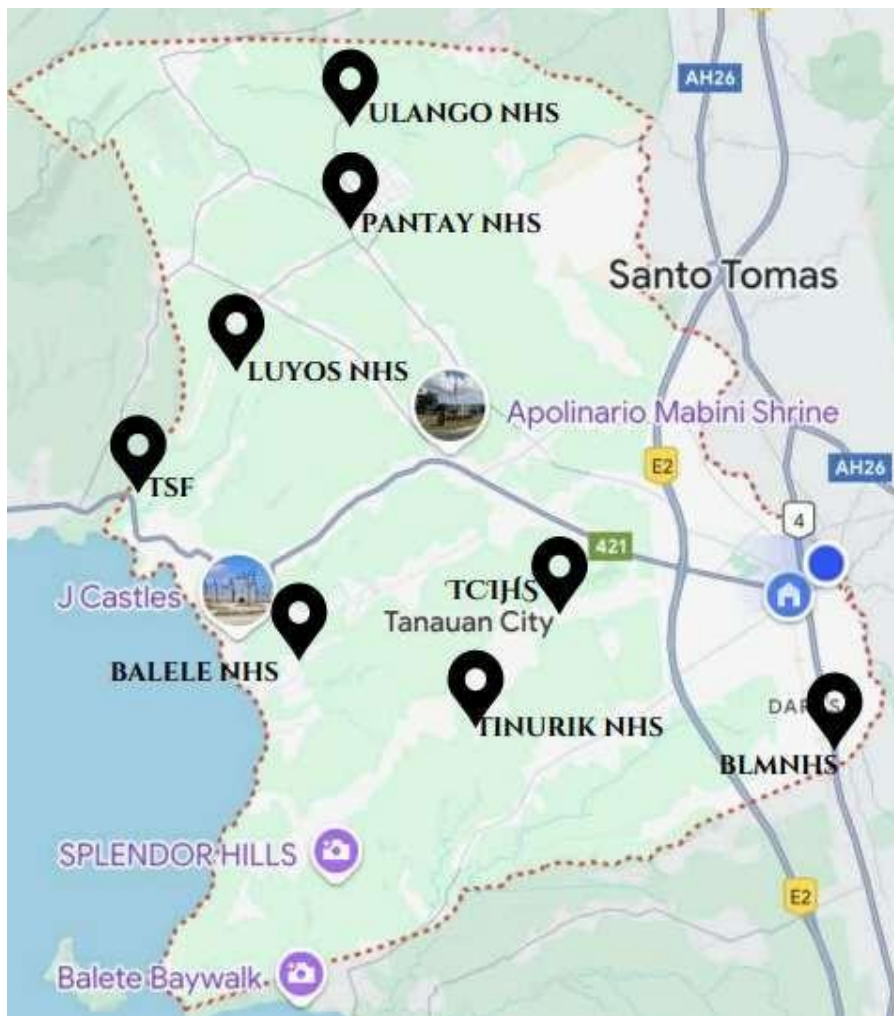 AH26
ULANGO NHS
PANTAY NHS
Santo Tomas
LUYOS NHS
Apolinario Mabini Shrine
E2
AH26
TSF
4
421
J Castles
TCIHS
Tanauan City
BALELE NHS
TINURIK NHS
BLMNHS
SPLENDOR HILLS
E2
Balete Baywalk